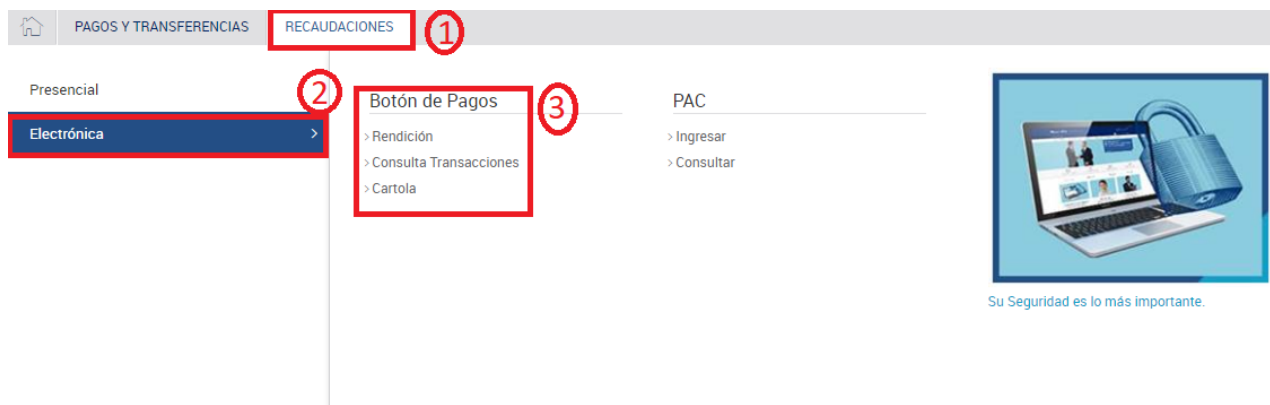 PAGOS Y TRANSFERENCIAS
RECAUDACIONES
1
Presencial
2
Electrónica
>
Botón de Pagos
3
> Rendición
> Consulta Transacciones
> Cartola
PAC
> Ingresar
> Consultar
Su Seguridad es lo más importante.